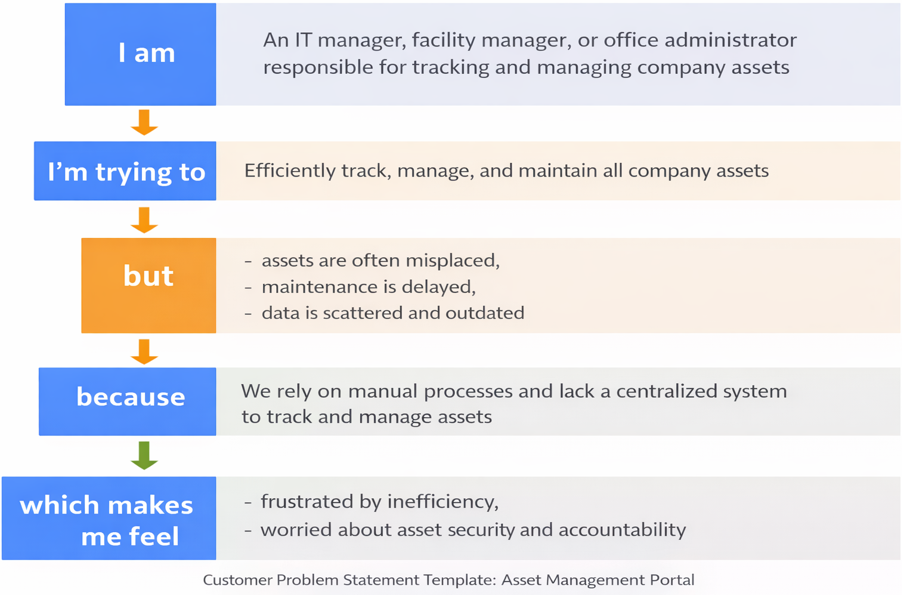 I am
An IT manager, facility manager, or office administrator
responsible for tracking and managing company assets
I'm trying to
Efficiently track, manage, and maintain all company assets
but
- assets are often misplaced,
- maintenance is delayed,
- data is scattered and outdated
because
We rely on manual processes and lack a centralized system
to track and manage assets
which makes
me feel
- frustrated by inefficiency,
- worried about asset security and accountability
Customer Problem Statement Template: Asset Management Portal